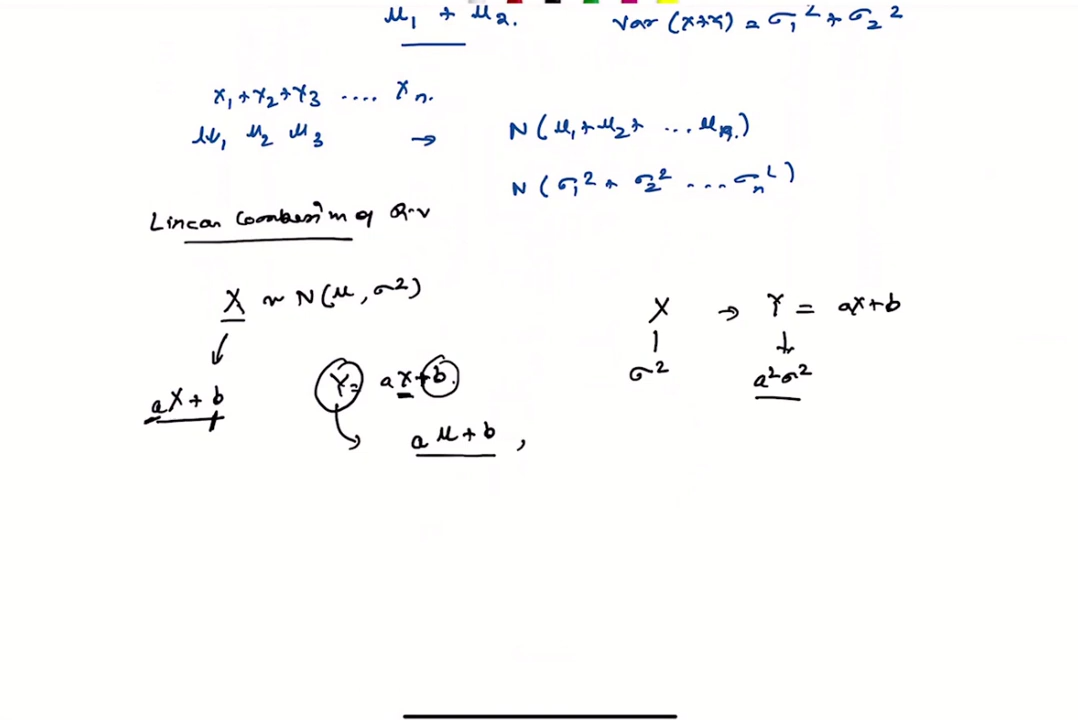 μ₁ + μ₂. Var (x+y) = σ₁² + σ₂²
x₁+x₂+x₃ .... xₙ.
μ₁ μ₂ μ₃ → N(μ₁+μ₂+ ...μₙ.)
N(σ₁²+ σ₂² ...σₙ²)
Linear Combinⁿ of R.v
X ~ N(μ,σ²)
X → Y = ax+b
σ² a²σ²
Y= ax+b.
aX+b
aμ+b ,